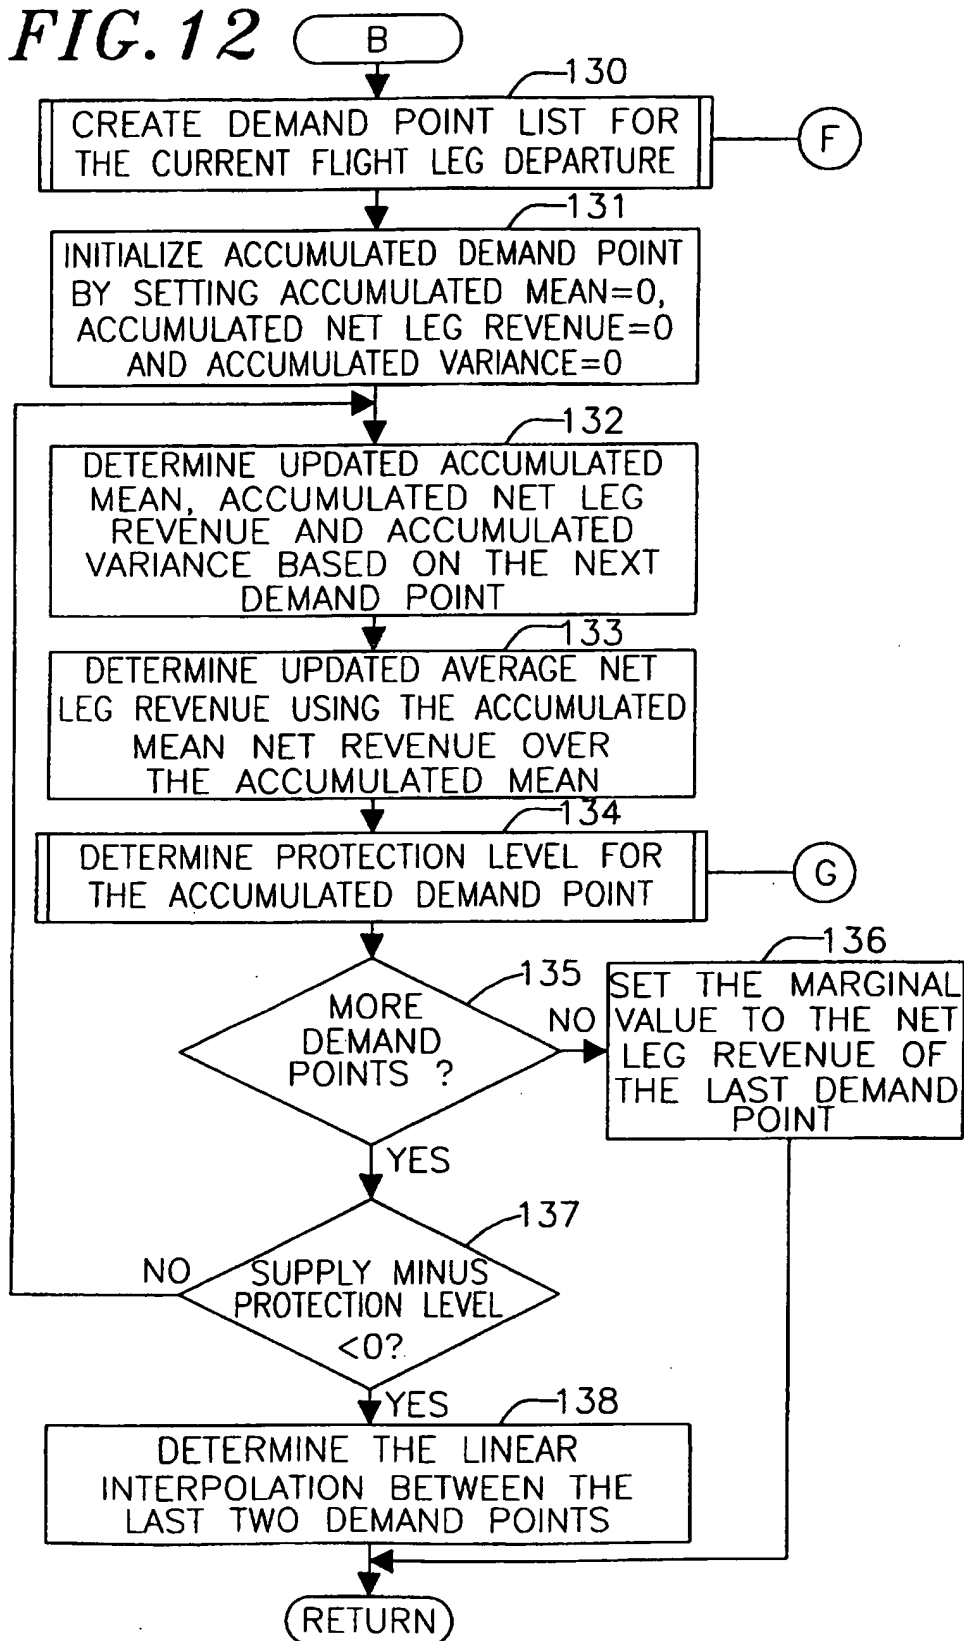 FIG.12
B
130
CREATE DEMAND POINT LIST FOR
THE CURRENT FLIGHT LEG DEPARTURE
F
131
INITIALIZE ACCUMULATED DEMAND POINT
BY SETTING ACCUMULATED MEAN=0,
ACCUMULATED NET LEG REVENUE=0
AND ACCUMULATED VARIANCE=0
132
DETERMINE UPDATED ACCUMULATED
MEAN, ACCUMULATED NET LEG
REVENUE AND ACCUMULATED
VARIANCE BASED ON THE NEXT
DEMAND POINT
133
DETERMINE UPDATED AVERAGE NET
LEG REVENUE USING THE ACCUMULATED
MEAN NET REVENUE OVER
THE ACCUMULATED MEAN
134
DETERMINE PROTECTION LEVEL FOR
THE ACCUMULATED DEMAND POINT
G
135
MORE
DEMAND
POINTS ?
NO
136
SET THE MARGINAL
VALUE TO THE NET
LEG REVENUE OF
THE LAST DEMAND
POINT
YES
137
SUPPLY MINUS
PROTECTION LEVEL
<0?
NO
YES
138
DETERMINE THE LINEAR
INTERPOLATION BETWEEN THE
LAST TWO DEMAND POINTS
RETURN